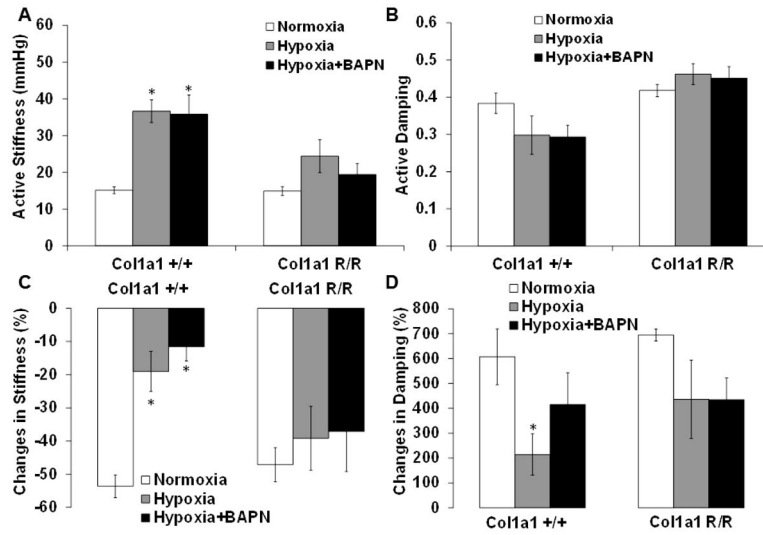 A
Active Stiffness (mmHg)
60
50
40
30
20
10
0
Normoxia
Hypoxia
Hypoxia+BAPN
* *
Col1a1 +/+ Col1a1 R/R
B
Active Damping
0.6
0.5
0.4
0.3
0.2
0.1
0
Normoxia
Hypoxia
Hypoxia+BAPN
Col1a1 +/+ Col1a1 R/R
C
Col1a1 +/+ Col1a1 R/R
Changes in Stiffness (%)
0
-10
-20
-30
-40
-50
-60
* *
Normoxia
Hypoxia
Hypoxia+BAPN
D
Changes in Damping (%)
800
700
600
500
400
300
200
100
0
Normoxia
Hypoxia
Hypoxia+BAPN
*
Col1a1 +/+ Col1a1 R/R